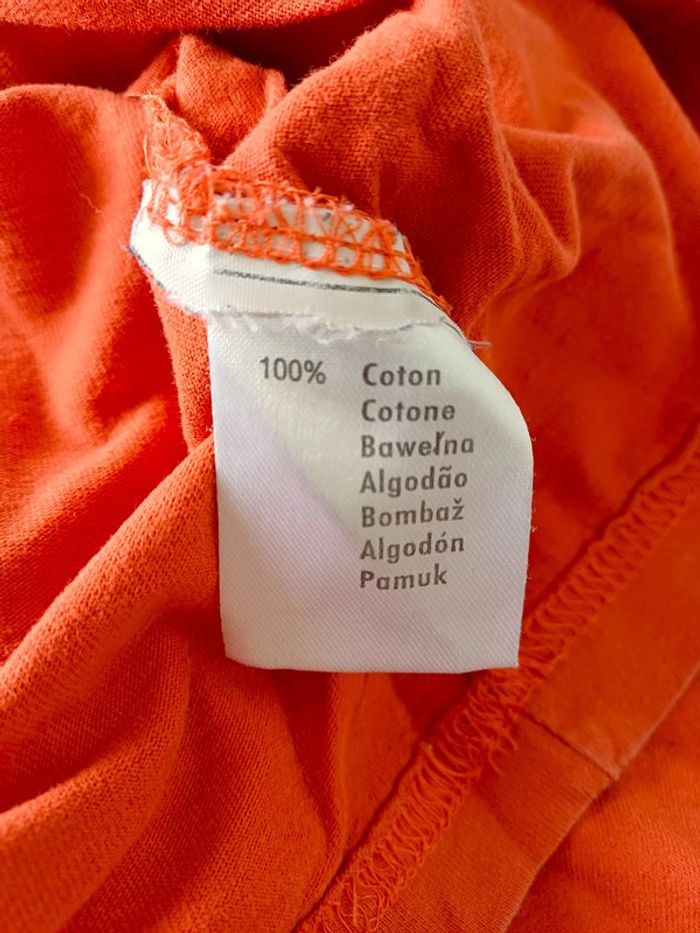 100% Coton
Cotone
Bawełna
Algodão
Bombaž
Algodón
Pamuk